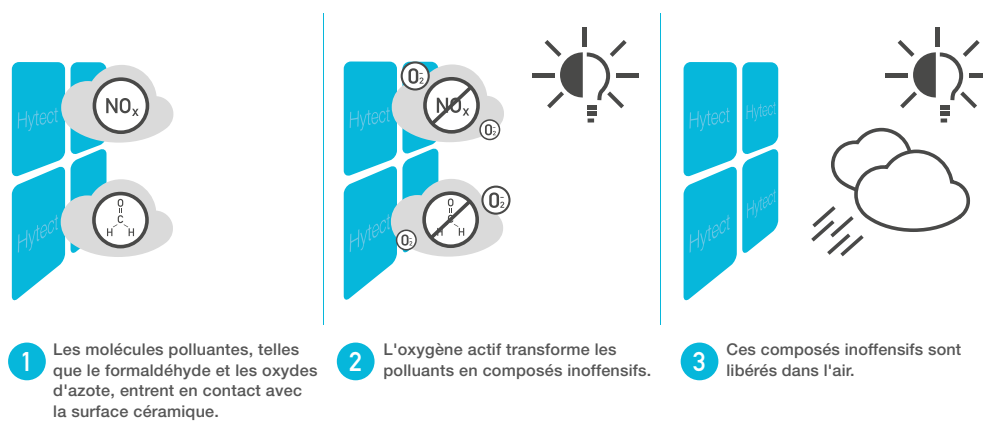 Hytect
NOx
Hytect
O
C
H H
Hytect
O2-
NOx
O2-
Hytect
O2-
O
C
H H
O2-
Hytect
Hytect
Hytect
Hytect
1
Les molécules polluantes, telles
que le formaldéhyde et les oxydes
d'azote, entrent en contact avec
la surface céramique.
2
L'oxygène actif transforme les
polluants en composés inoffensifs.
3
Ces composés inoffensifs sont
libérés dans l'air.